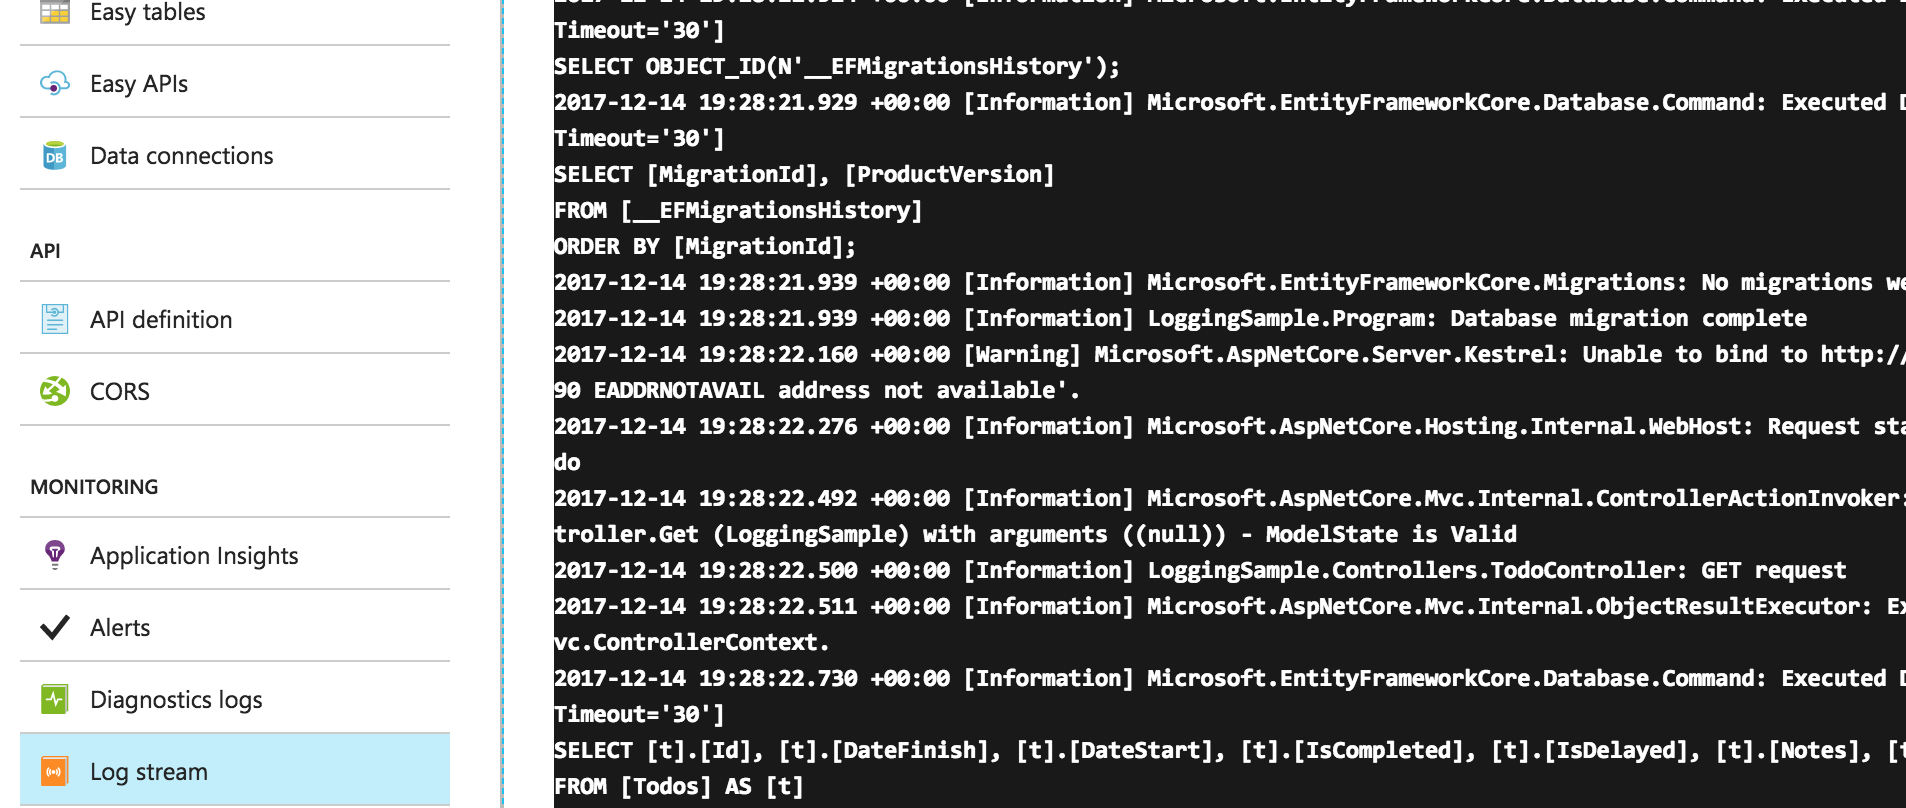 Easy tables
Easy APIs
Data connections
API
API definition
CORS
MONITORING
Application Insights
Alerts
Diagnostics logs
Log stream
Timeout='30']
SELECT OBJECT_ID(N'__EFMigrationsHistory');
2017-12-14 19:28:21.929 +00:00 [Information] Microsoft.EntityFrameworkCore.Database.Command: Executed
Timeout='30']
SELECT [MigrationId], [ProductVersion]
FROM [__EFMigrationsHistory]
ORDER BY [MigrationId];
2017-12-14 19:28:21.939 +00:00 [Information] Microsoft.EntityFrameworkCore.Migrations: No migrations we
2017-12-14 19:28:21.939 +00:00 [Information] LoggingSample.Program: Database migration complete
2017-12-14 19:28:22.160 +00:00 [Warning] Microsoft.AspNetCore.Server.Kestrel: Unable to bind to http://
90 EADDRNOTAVAIL address not available'.
2017-12-14 19:28:22.276 +00:00 [Information] Microsoft.AspNetCore.Hosting.Internal.WebHost: Request sta
do
2017-12-14 19:28:22.492 +00:00 [Information] Microsoft.AspNetCore.Mvc.Internal.ControllerActionInvoker:
troller.Get (LoggingSample) with arguments ((null)) - ModelState is Valid
2017-12-14 19:28:22.500 +00:00 [Information] LoggingSample.Controllers.TodoController: GET request
2017-12-14 19:28:22.511 +00:00 [Information] Microsoft.AspNetCore.Mvc.Internal.ObjectResultExecutor: Ex
vc.ControllerContext.
2017-12-14 19:28:22.730 +00:00 [Information] Microsoft.EntityFrameworkCore.Database.Command: Executed
Timeout='30']
SELECT [t].[Id], [t].[DateFinish], [t].[DateStart], [t].[IsCompleted], [t].[IsDelayed], [t].[Notes], [t
FROM [Todos] AS [t]